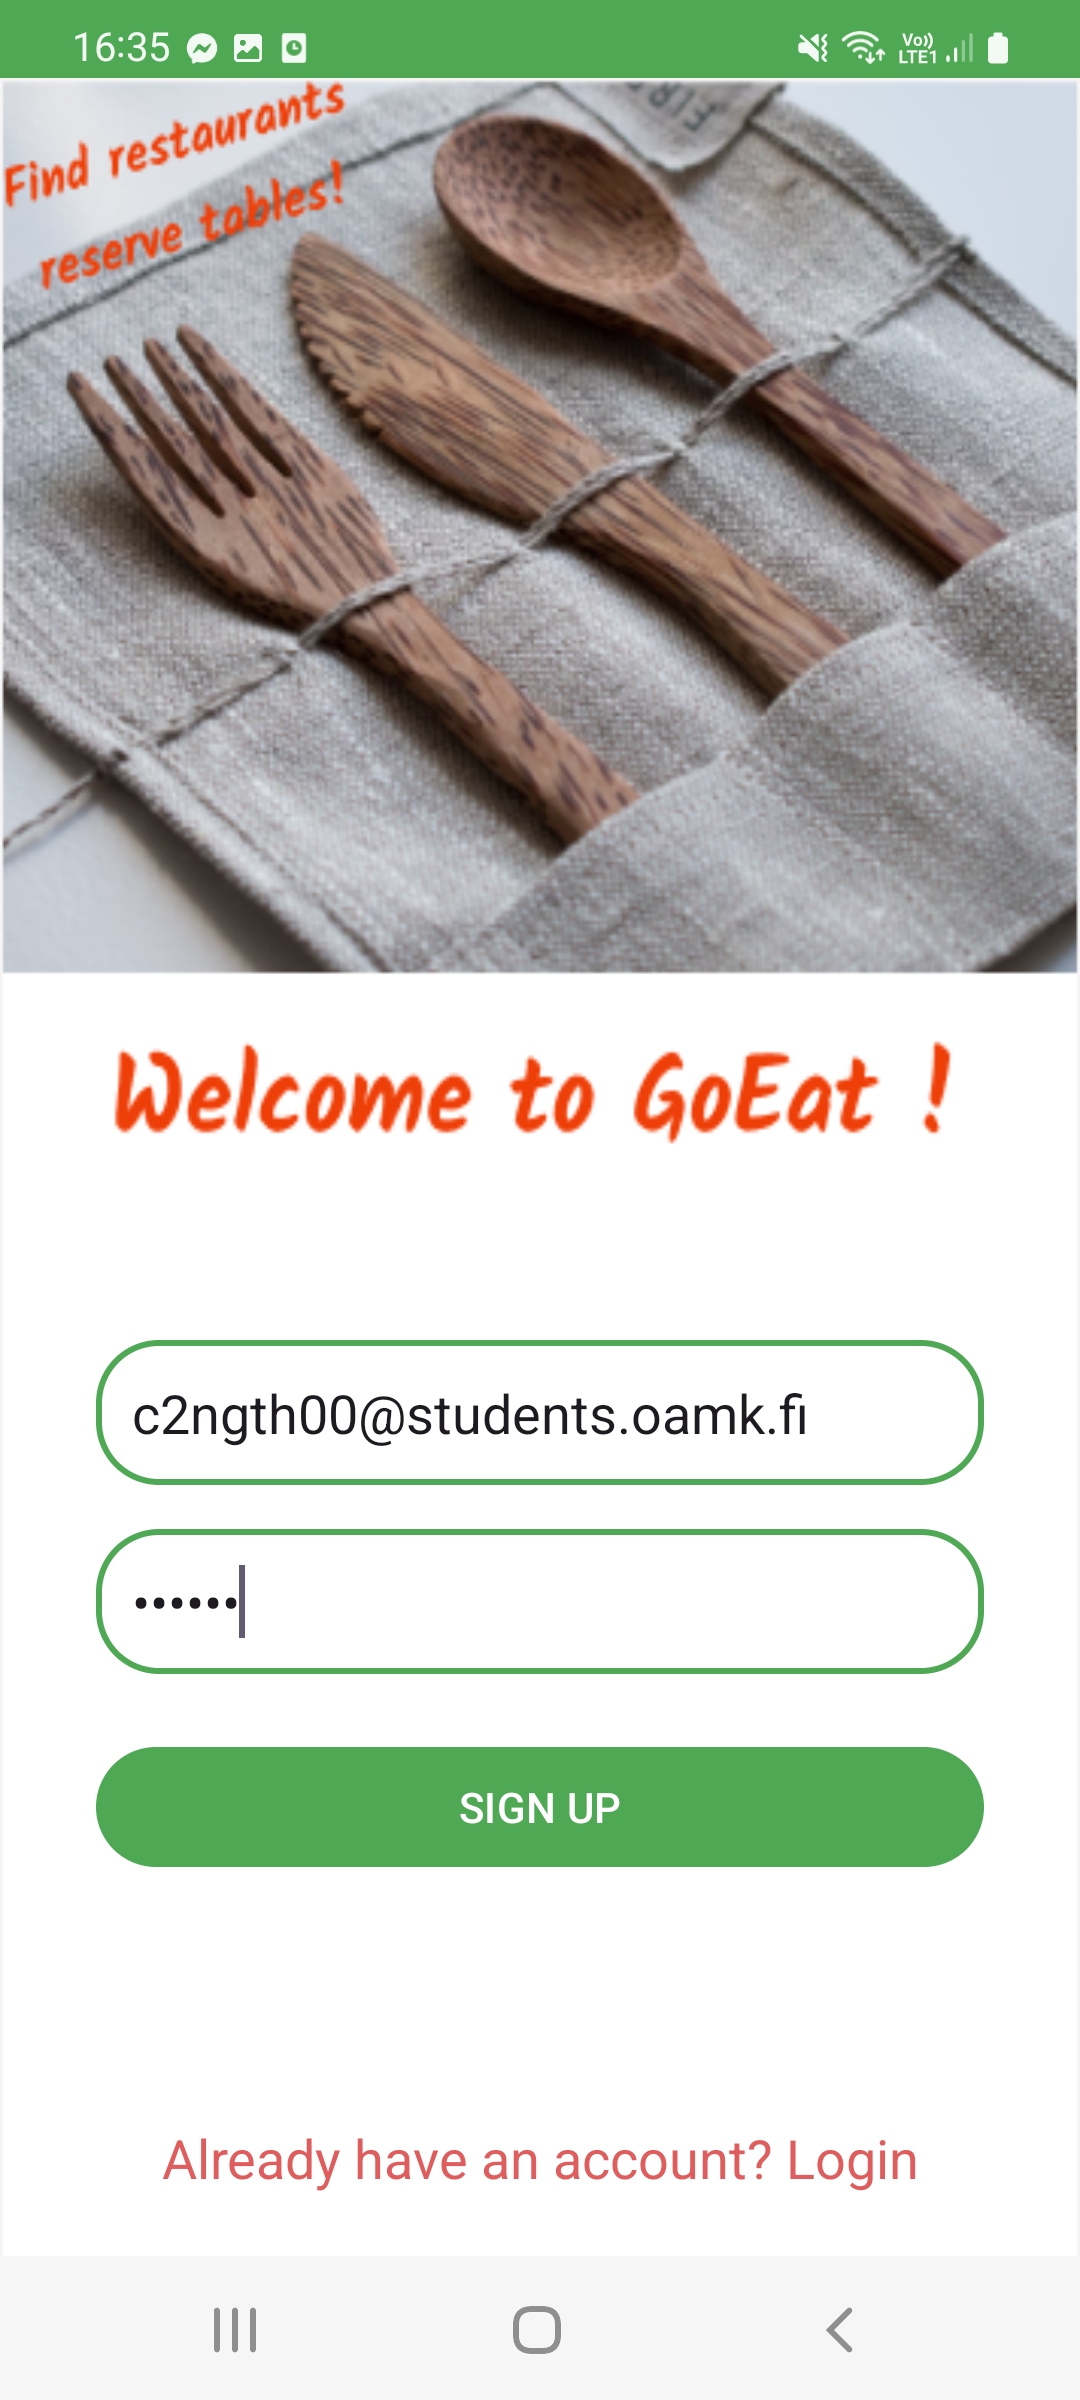 16:35
Vo))
LTE1
Find restaurants
reserve tables!
Welcome to GoEat !
c2ngth00@students.oamk.fi
••••••
SIGN UP
Already have an account? Login